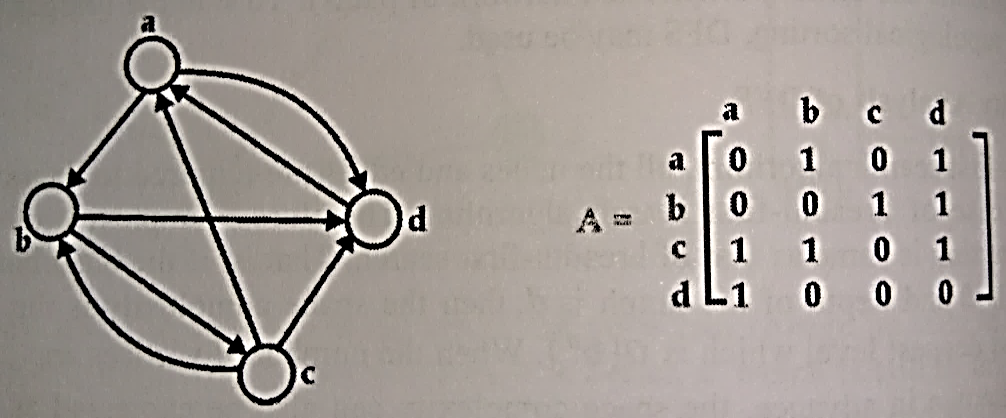 a
b
d
c
a b c d
A =
a 0 1 0 1
b 0 0 1 1
c 1 1 0 1
d 1 0 0 0